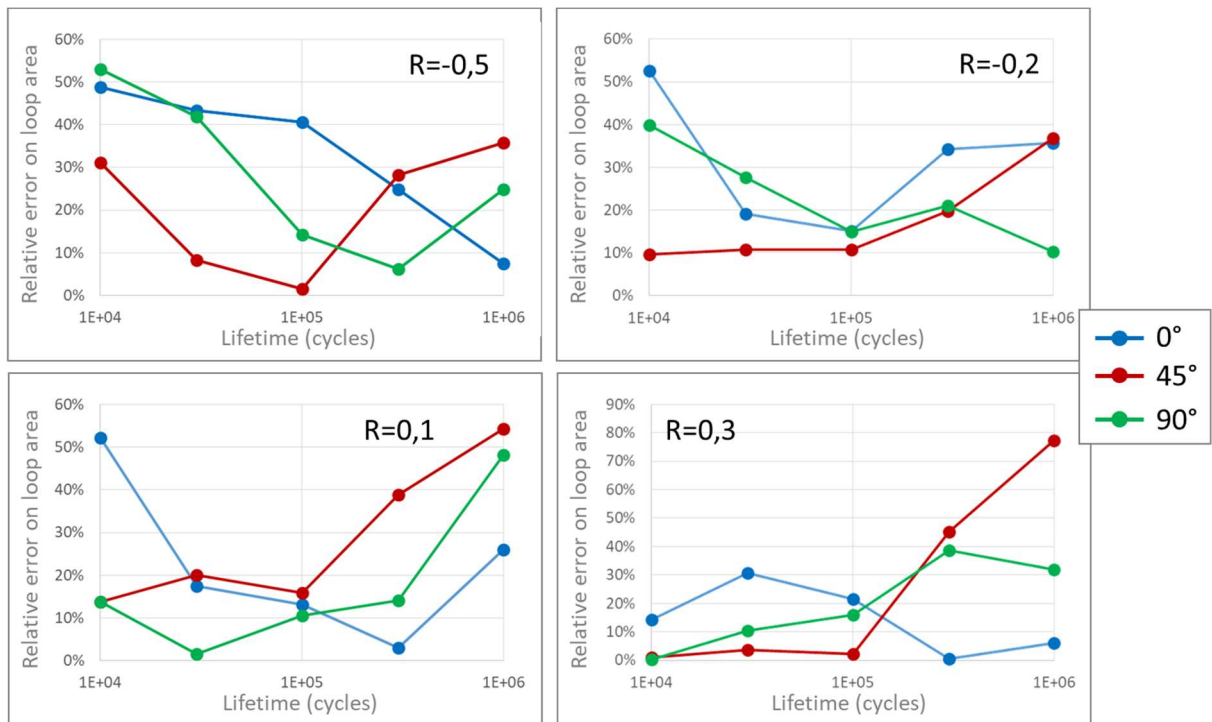 Relative error on loop area
60%
50%
40%
30%
20%
10%
0%
R=-0,5
1E+04
1E+05
1E+06
Lifetime (cycles)
Relative error on loop area
60%
50%
40%
30%
20%
10%
0%
R=-0,2
1E+04
1E+05
1E+06
Lifetime (cycles)
0°
45°
90°
Relative error on loop area
60%
50%
40%
30%
20%
10%
0%
R=0,1
1E+04
1E+05
1E+06
Lifetime (cycles)
Relative error on loop area
90%
80%
70%
60%
50%
40%
30%
20%
10%
0%
R=0,3
1E+04
1E+05
1E+06
Lifetime (cycles)